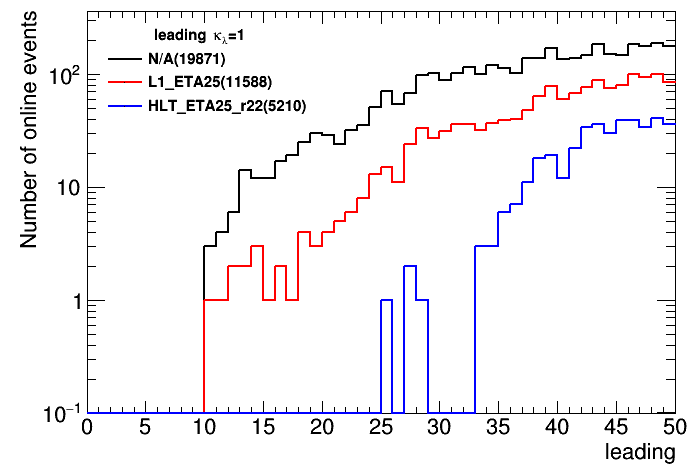 leading κλ=1
N/A(19871)
L1_ETA25(11588)
HLT_ETA25_r22(5210)
Number of online events
10²
10
1
10⁻¹
0 5 10 15 20 25 30 35 40 45 50
leading